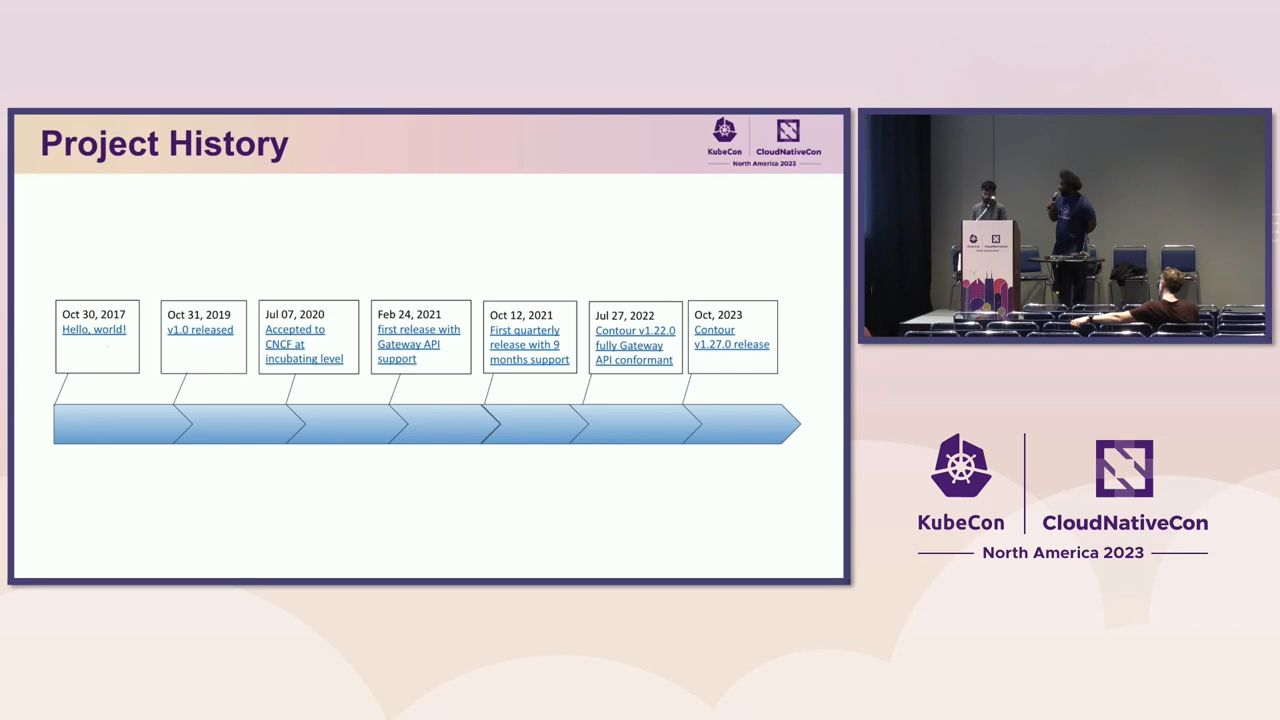 Project History
KubeCon
CloudNativeCon
North America 2023
Oct 30, 2017
Hello, world!
Oct 31, 2019
v1.0 released
Jul 07, 2020
Accepted to
CNCF at
incubating level
Feb 24, 2021
first release with
Gateway API
support
Oct 12, 2021
First quarterly
release with 9
months support
Jul 27, 2022
Contour v1.22.0
fully Gateway
API conformant
Oct, 2023
Contour
v1.27.0 release
KubeCon
CloudNativeCon
North America 2023